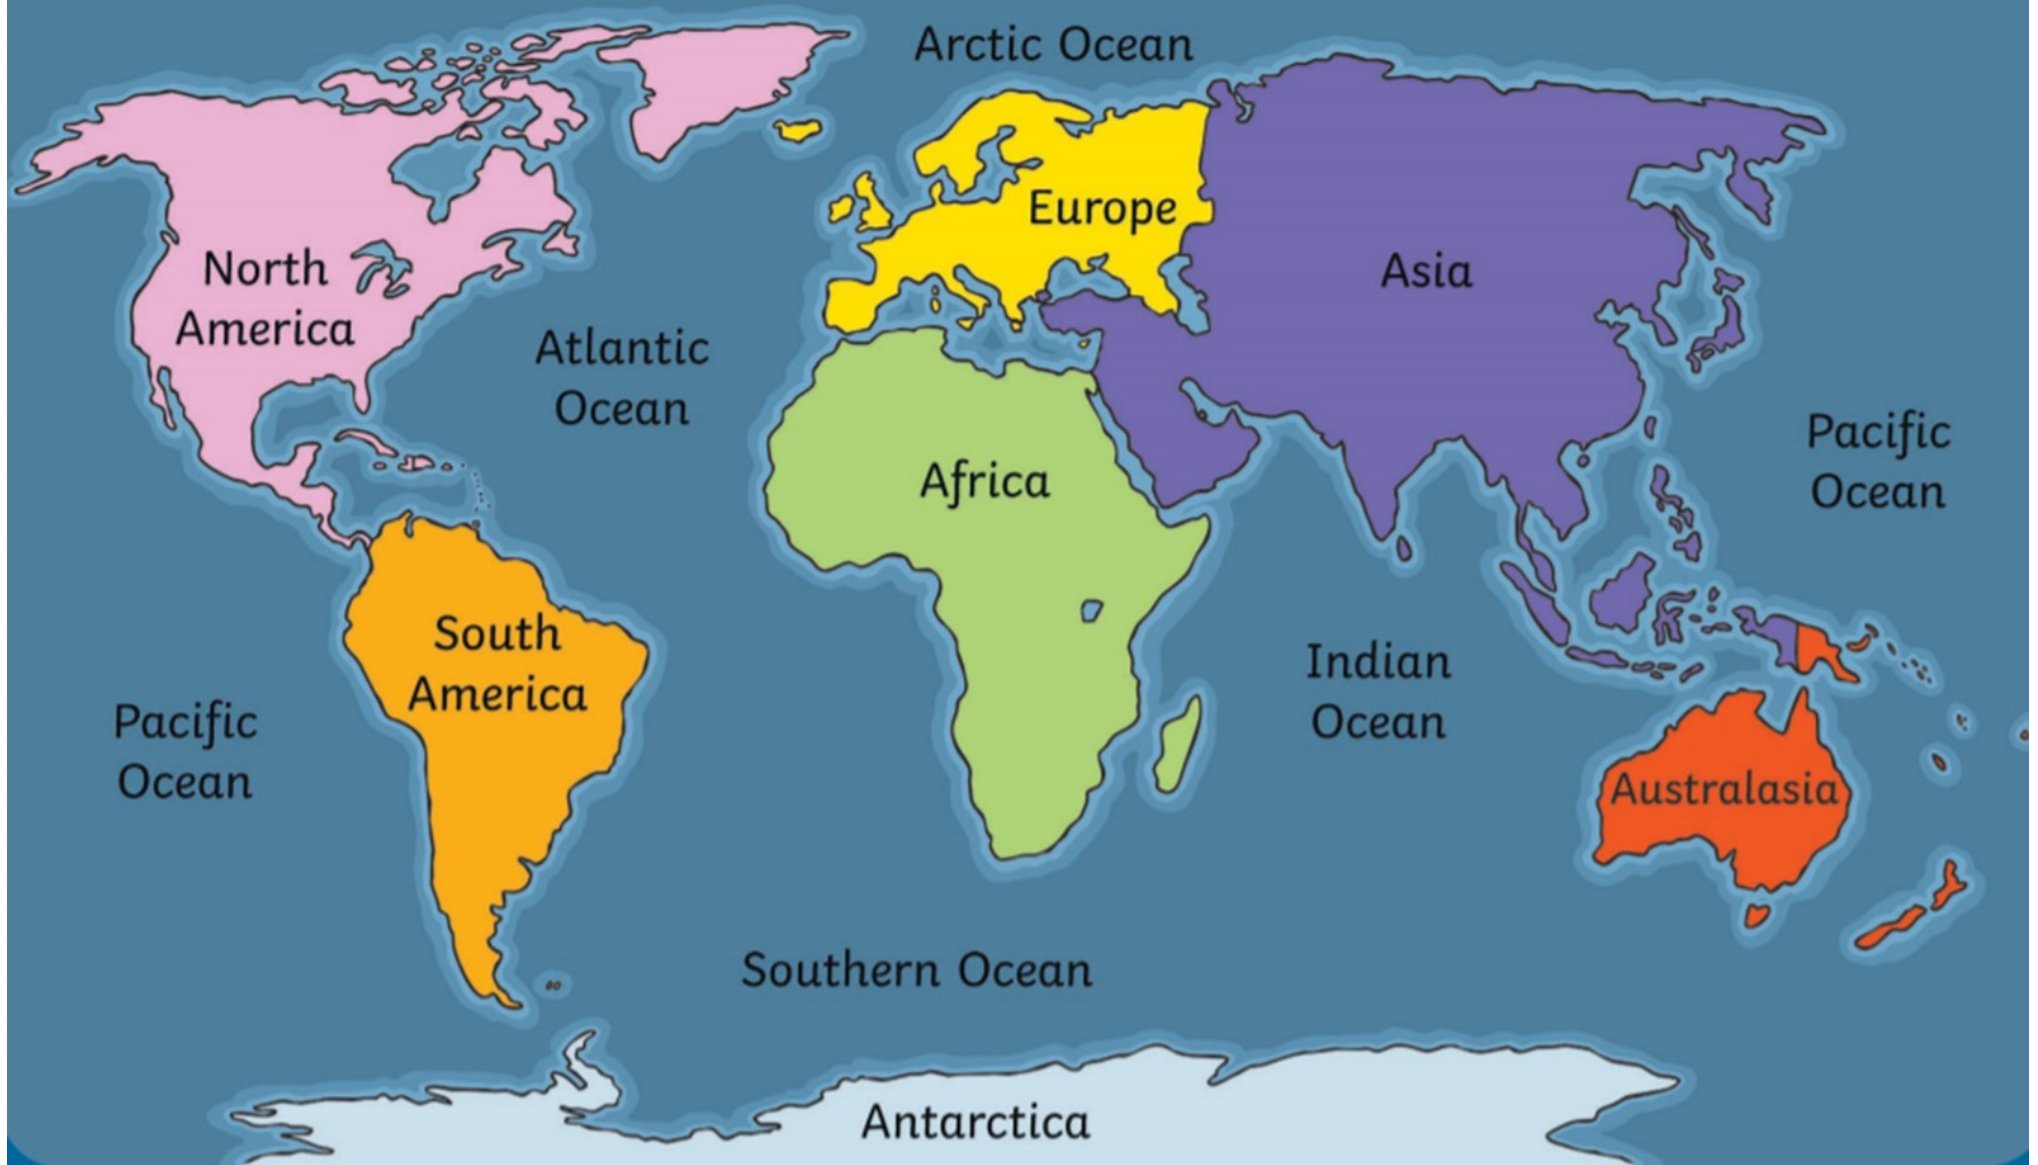 Arctic Ocean
Europe
North
America
Asia
Atlantic
Ocean
Pacific
Ocean
Africa
South
America
Indian
Ocean
Pacific
Ocean
Australasia
Southern Ocean
Antarctica